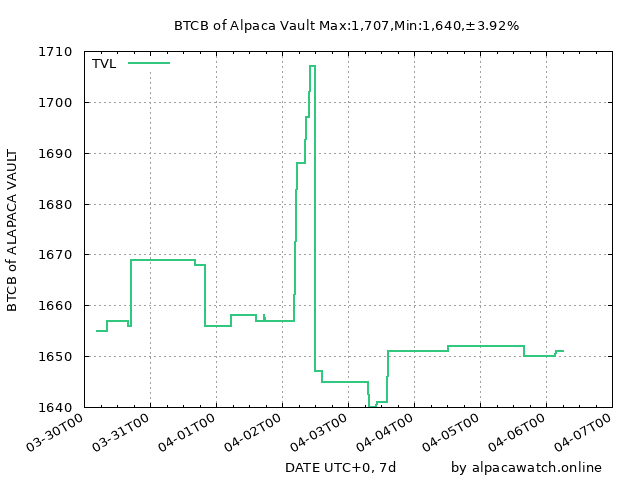 BTCB of Alpaca Vault Max:1,707,Min:1,640,±3.92%
TVL
BTCB of ALAPACA VAULT
1710
1700
1690
1680
1670
1660
1650
1640
03-30T00
03-31T00
04-01T00
04-02T00
04-03T00
04-04T00
04-05T00
04-06T00
04-07T00
DATE UTC+0, 7d
by alpacawatch.online